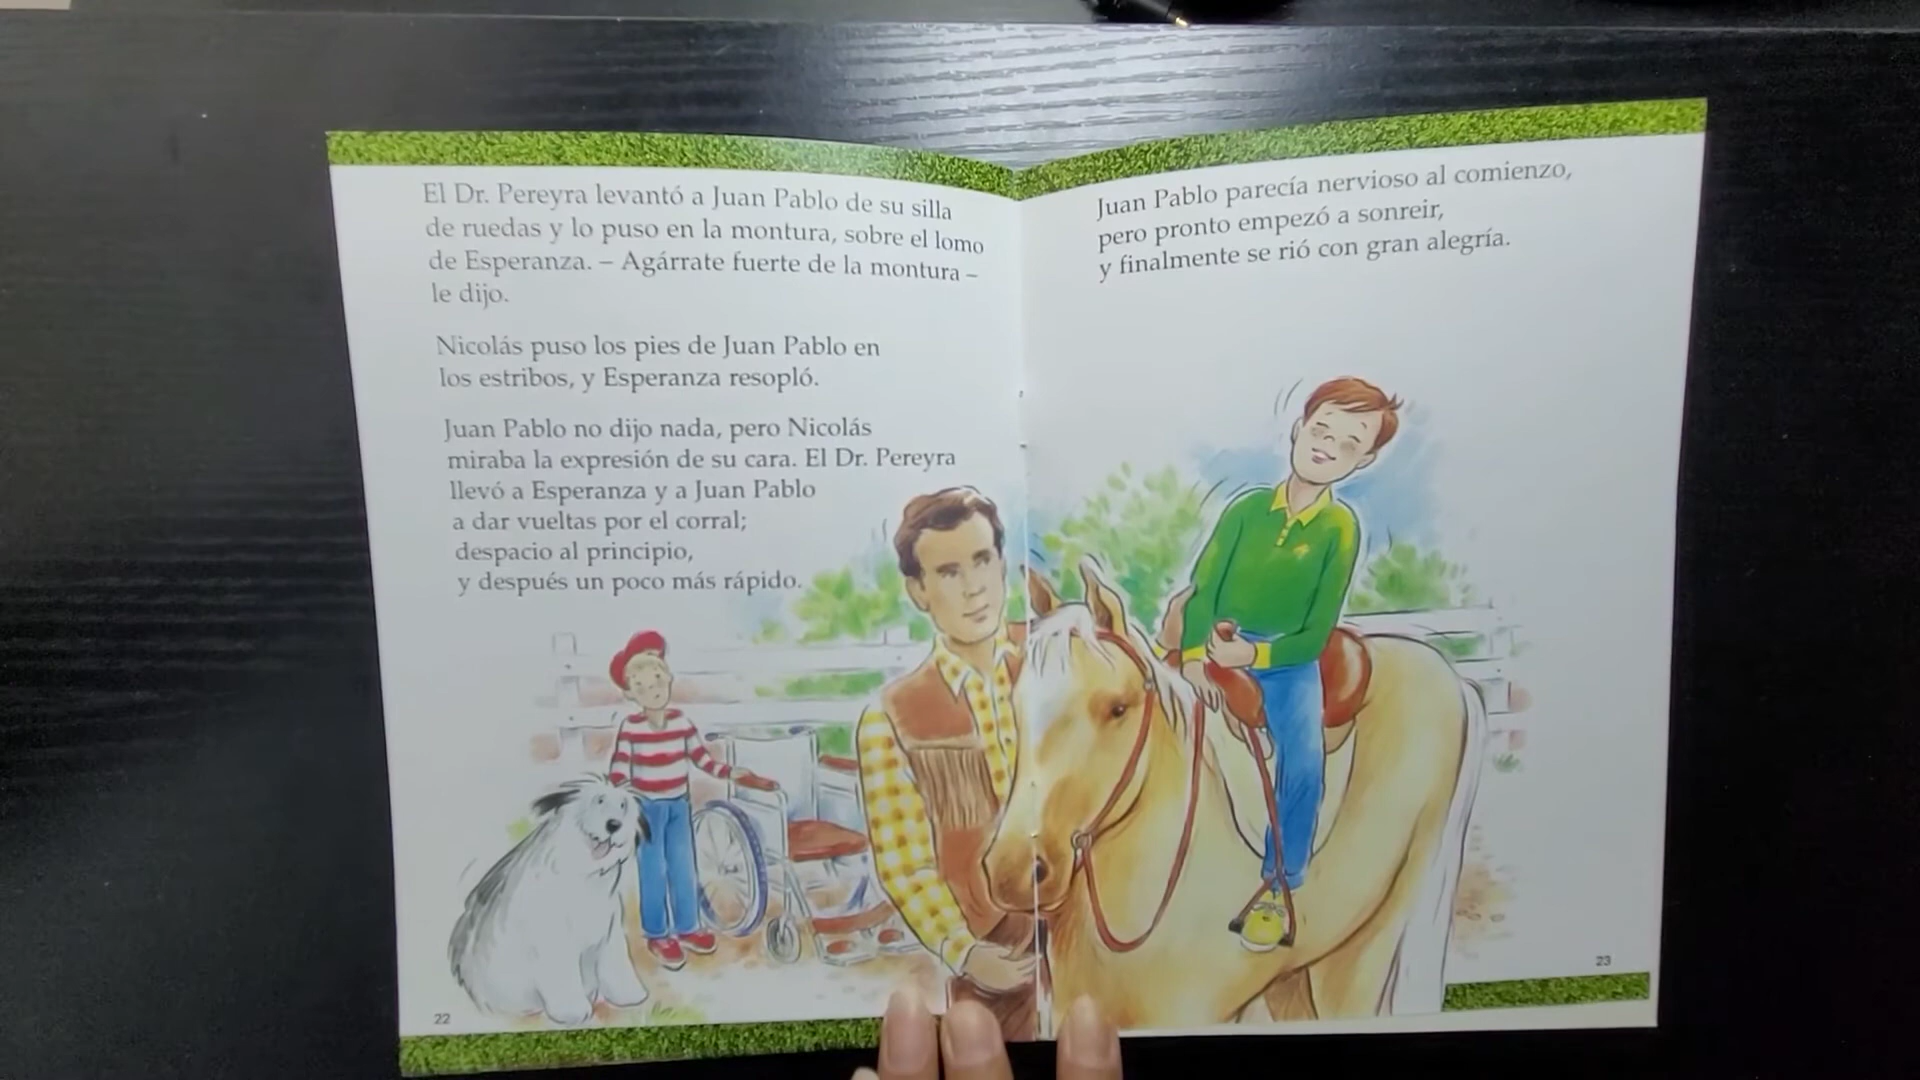 El Dr. Pereyra levantó a Juan Pablo de su silla
de ruedas y lo puso en la montura, sobre el lomo
de Esperanza. – Agárrate fuerte de la montura –
le dijo.
Nicolás puso los pies de Juan Pablo en
los estribos, y Esperanza resopló.
Juan Pablo no dijo nada, pero Nicolás
miraba la expresión de su cara. El Dr. Pereyra
llevó a Esperanza y a Juan Pablo
a dar vueltas por el corral;
despacio al principio,
y después un poco más rápido.
22
Juan Pablo parecía nervioso al comienzo,
pero pronto empezó a sonreir,
y finalmente se rió con gran alegría.
23